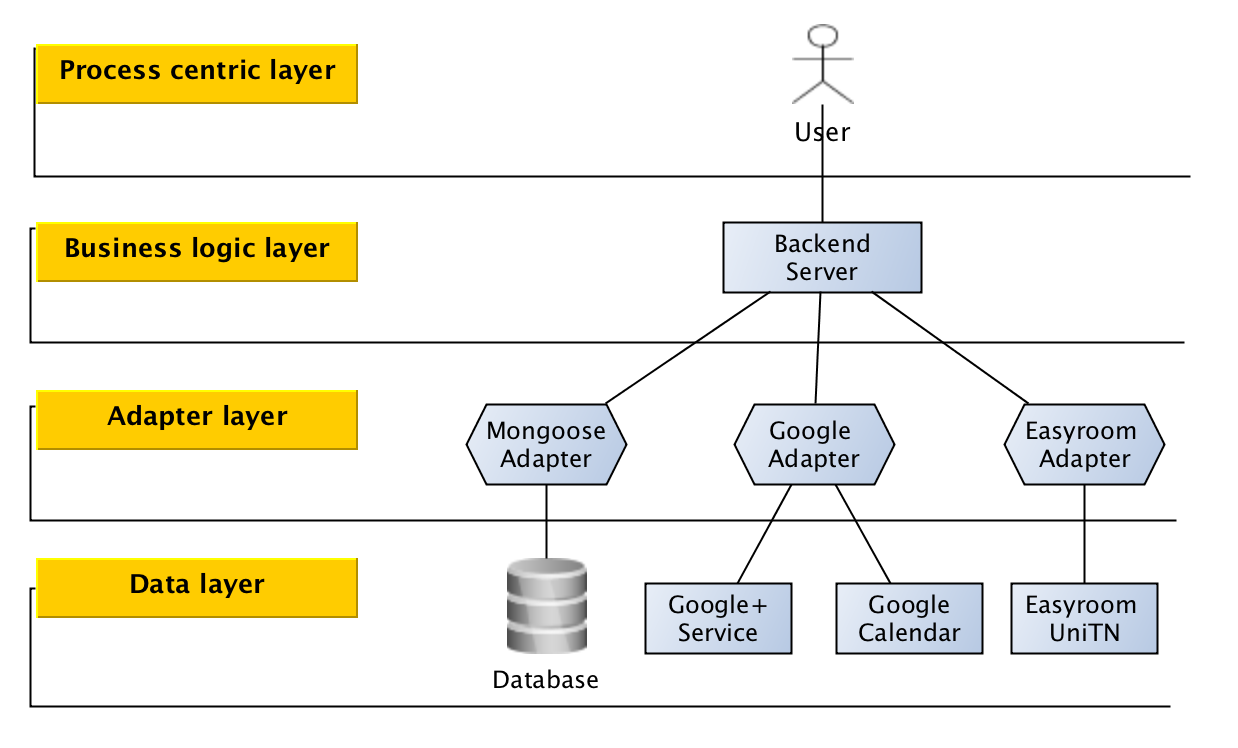 Process centric layer
User
Business logic layer
Backend
Server
Adapter layer
Mongoose
Adapter
Google
Adapter
Easyroom
Adapter
Data layer
Database
Google+
Service
Google
Calendar
Easyroom
UniTN